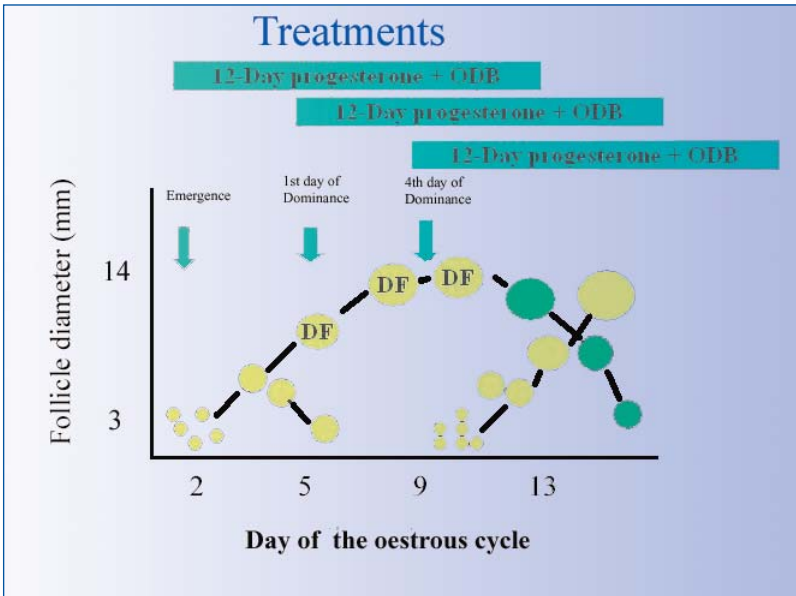 Treatments
12-Day progesterone + ODB
12-Day progesterone + ODB
12-Day progesterone + ODB
Emergence
1st day of
Dominance
4th day of
Dominance
Follicle diameter (mm)
14
3
DF
DF
DF
2
5
9
13
Day of the oestrous cycle